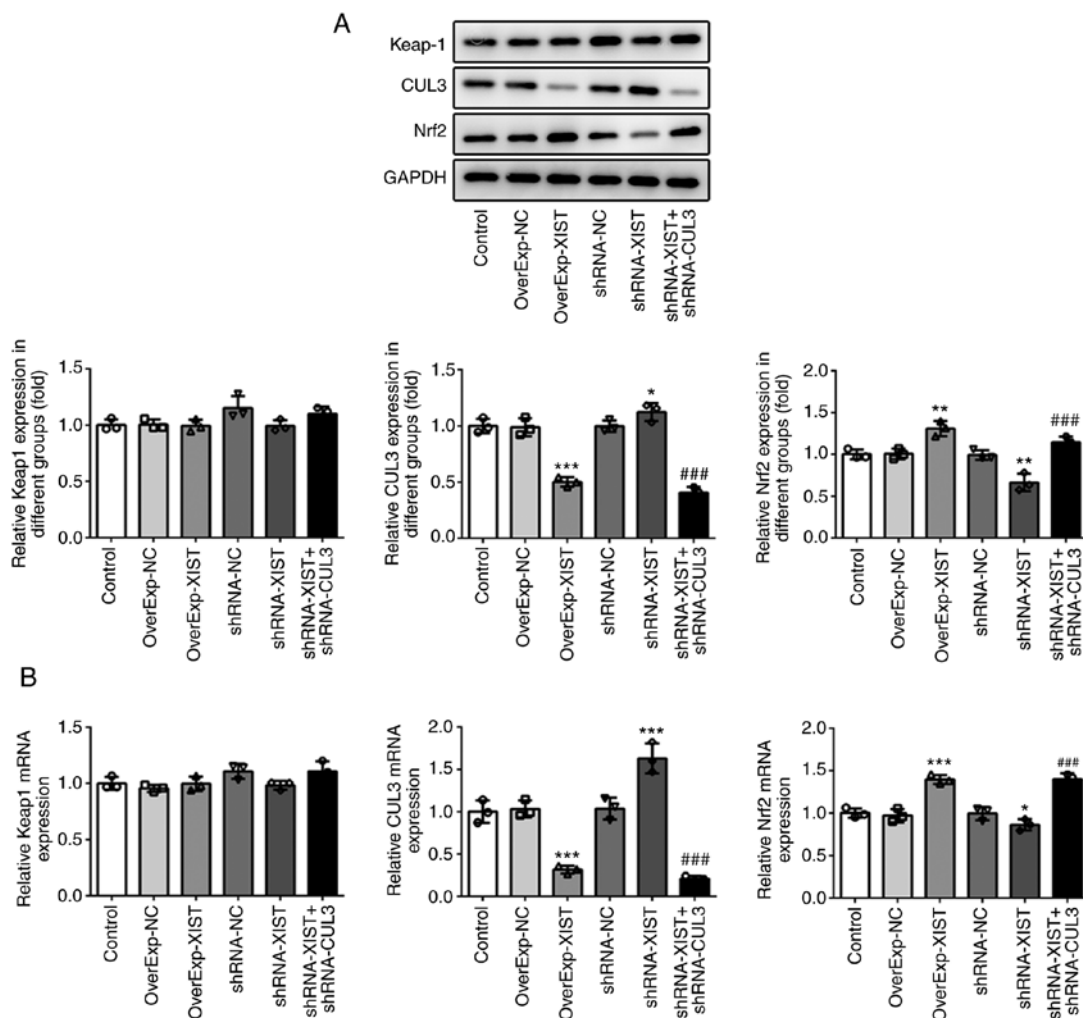 A
Keap-1
CUL3
Nrf2
GAPDH
Control
OverExp-NC
OverExp-XIST
shRNA-NC
shRNA-XIST
shRNA-XIST+
shRNA-CUL3
Relative Keap1 expression in
different groups (fold)
1.5
1.0
0.5
0.0
Control
OverExp-NC
OverExp-XIST
shRNA-NC
shRNA-XIST
shRNA-XIST+
shRNA-CUL3
Relative CUL3 expression in
different groups (fold)
1.5
1.0
0.5
0.0
***
*
###
Control
OverExp-NC
OverExp-XIST
shRNA-NC
shRNA-XIST
shRNA-XIST+
shRNA-CUL3
Relative Nrf2 expression in
different groups (fold)
2.0
1.5
1.0
0.5
0.0
**
**
###
Control
OverExp-NC
OverExp-XIST
shRNA-NC
shRNA-XIST
shRNA-XIST+
shRNA-CUL3
B
Relative Keap1 mRNA
expression
1.5
1.0
0.5
0.0
Control
OverExp-NC
OverExp-XIST
shRNA-NC
shRNA-XIST
shRNA-XIST+
shRNA-CUL3
Relative CUL3 mRNA
expression
2.0
1.5
1.0
0.5
0.0
***
***
###
Control
OverExp-NC
OverExp-XIST
shRNA-NC
shRNA-XIST
shRNA-XIST+
shRNA-CUL3
Relative Nrf2 mRNA
expression
2.0
1.5
1.0
0.5
0.0
***
*
###
Control
OverExp-NC
OverExp-XIST
shRNA-NC
shRNA-XIST
shRNA-XIST+
shRNA-CUL3